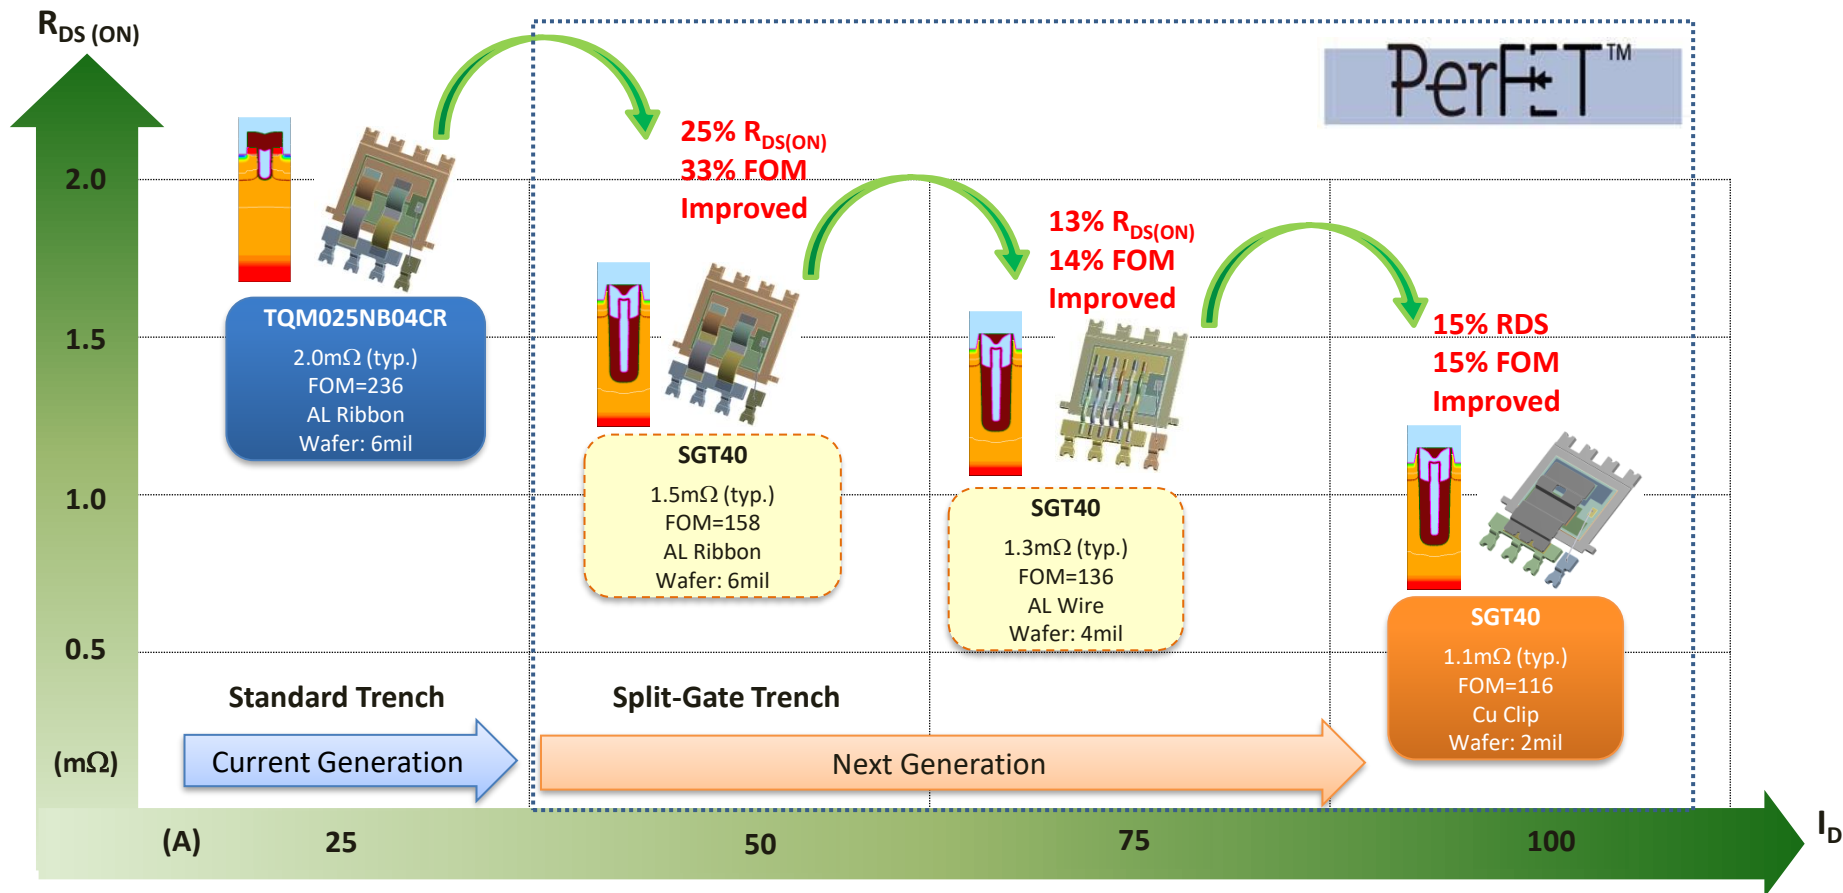 R_DS (ON)
PerFET™
25% R_DS(ON)
33% FOM
Improved
2.0
13% R_DS(ON)
14% FOM
Improved
TQM025NB04CR
2.0mΩ (typ.)
FOM=236
AL Ribbon
Wafer: 6mil
1.5
15% RDS
15% FOM
Improved
SGT40
1.5mΩ (typ.)
FOM=158
AL Ribbon
Wafer: 6mil
1.0
SGT40
1.3mΩ (typ.)
FOM=136
AL Wire
Wafer: 4mil
SGT40
1.1mΩ (typ.)
FOM=116
Cu Clip
Wafer: 2mil
0.5
Standard Trench
Split-Gate Trench
(mΩ)
Current Generation
Next Generation
(A)
25
50
75
100
I_D